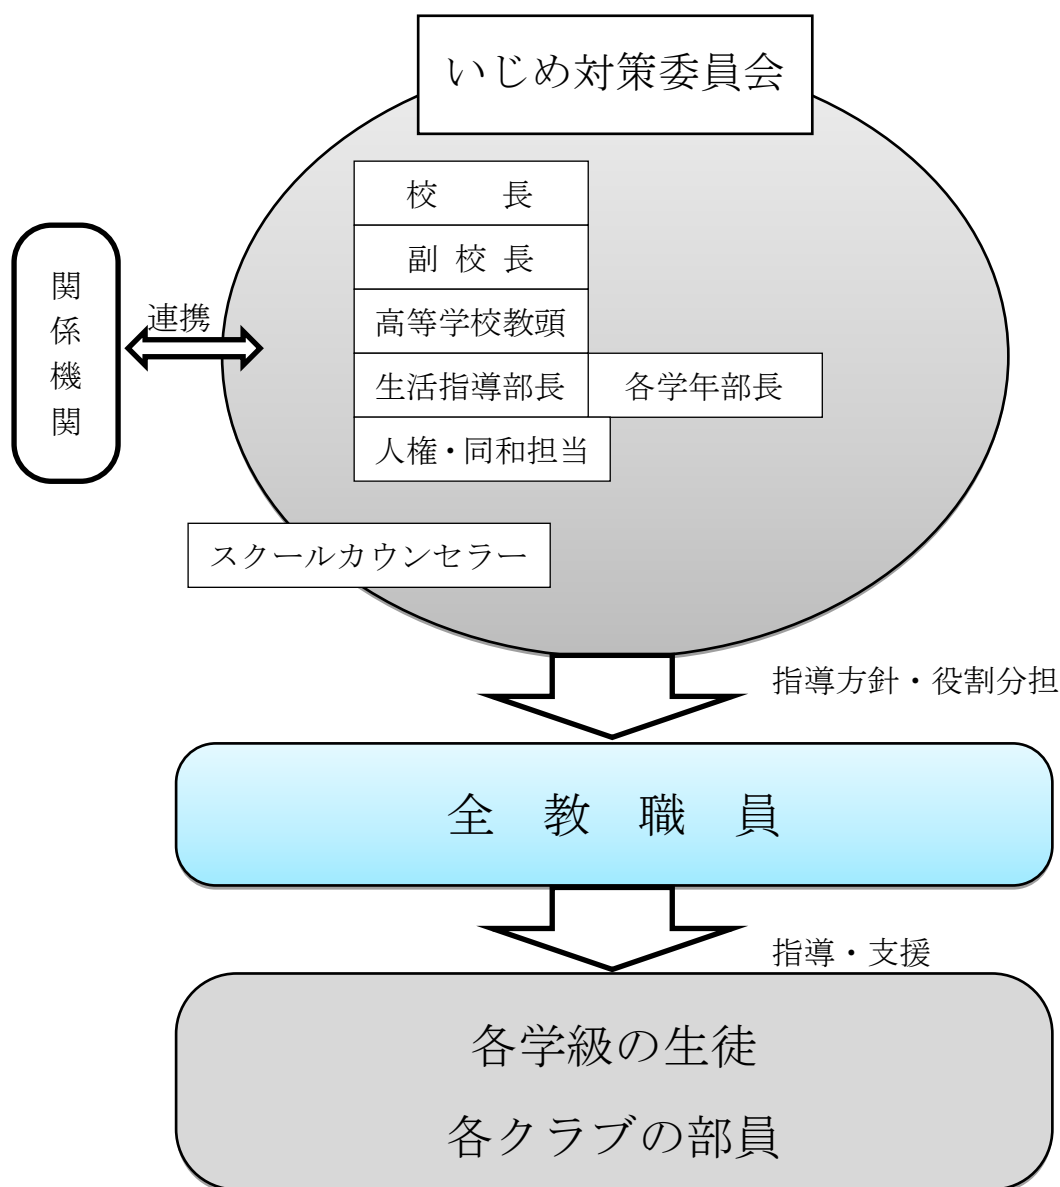 いじめ対策委員会
校　　長
副 校 長
高等学校教頭
生活指導部長
各学年部長
人権・同和担当
スクールカウンセラー
関係機関
連携
指導方針・役割分担
全　教　職　員
指導・支援
各学級の生徒
各クラブの部員